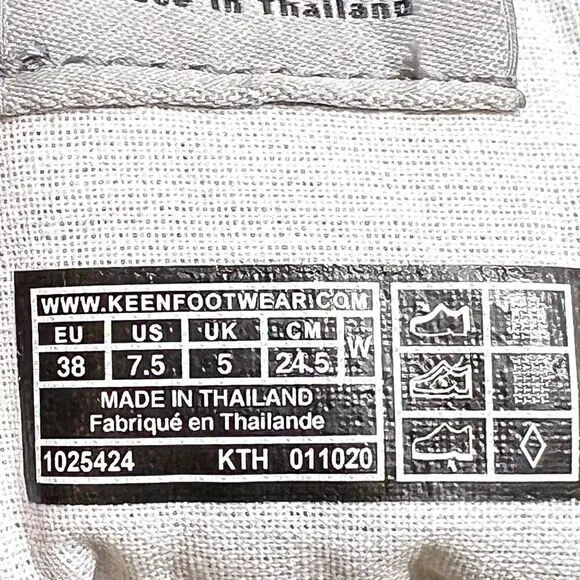 in Thailand
WWW.KEENFOOTWEAR.COM
EU US UK CM W
38 7.5 5 24.5
MADE IN THAILAND
Fabriqué en Thailande
1025424 KTH 011020